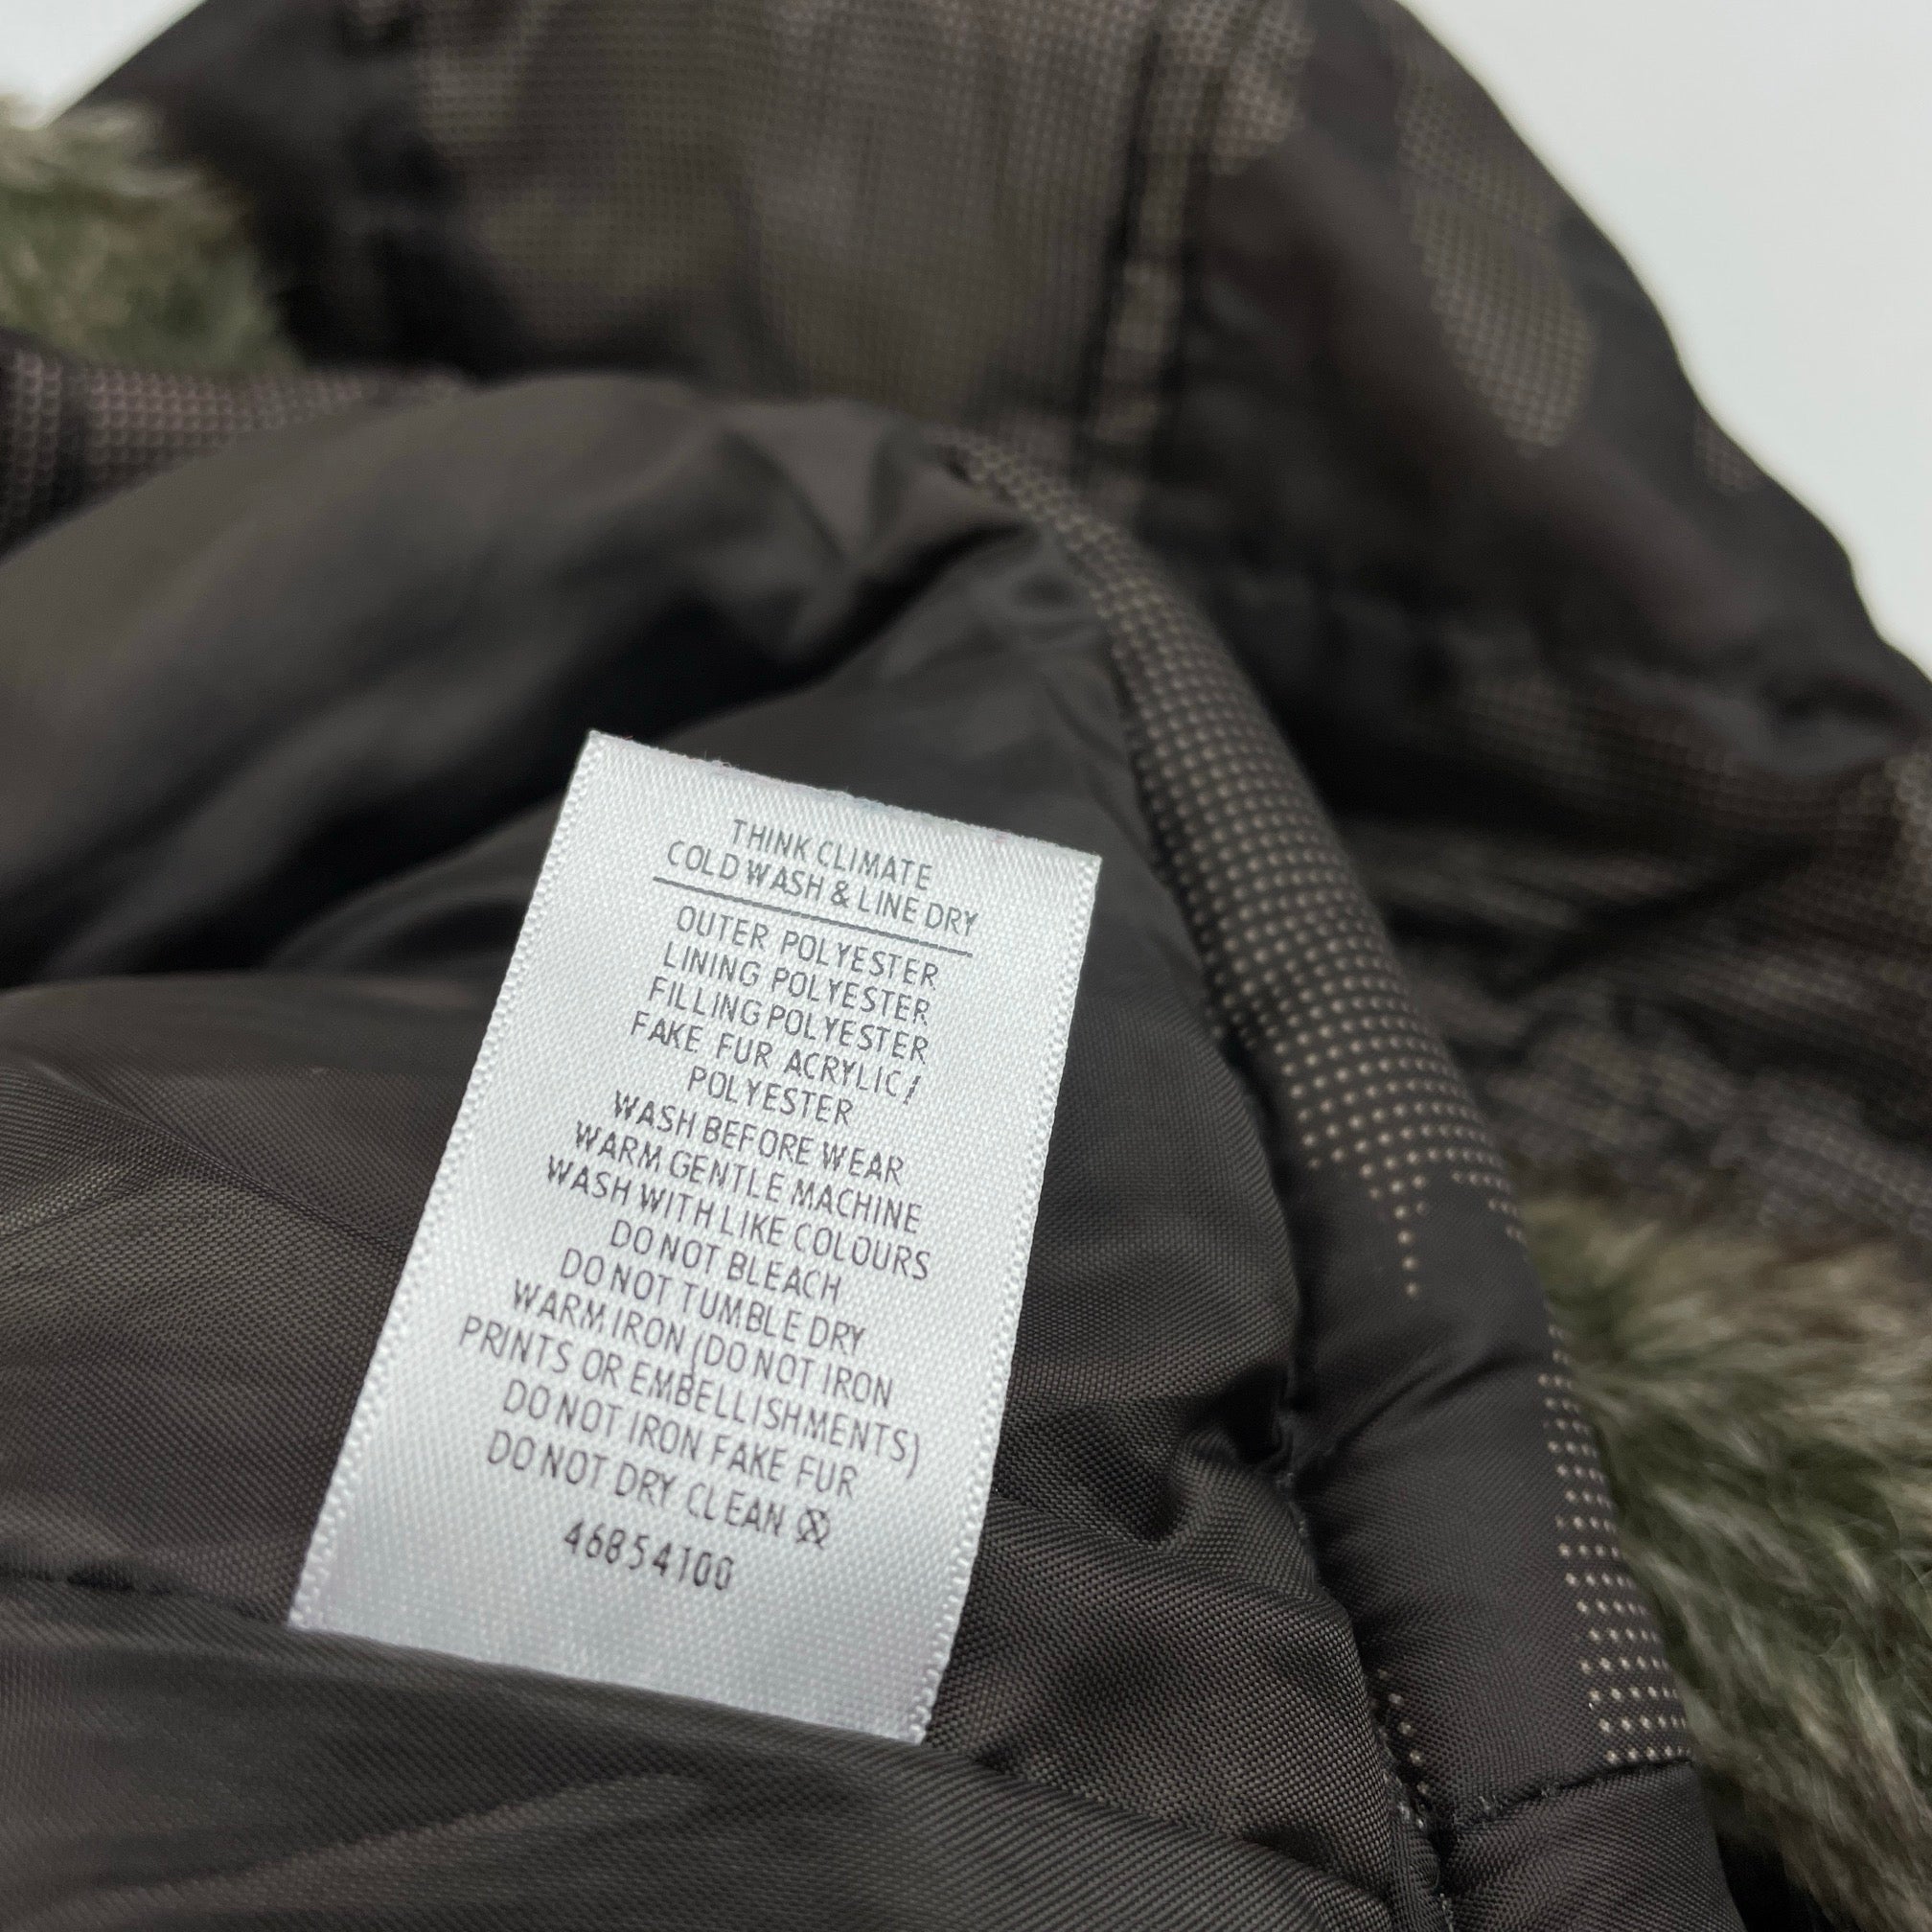 THINK CLIMATE
COLD WASH & LINE DRY
OUTER POLYESTER
LINING POLYESTER
FILLING POLYESTER
FAKE FUR ACRYLIC/
POLYESTER
WASH BEFORE WEAR
WARM GENTLE MACHINE
WASH WITH LIKE COLOURS
DO NOT BLEACH
DO NOT TUMBLE DRY
WARM IRON (DO NOT IRON
PRINTS OR EMBELLISHMENTS)
DO NOT IRON FAKE FUR
DO NOT DRY CLEAN
46854100